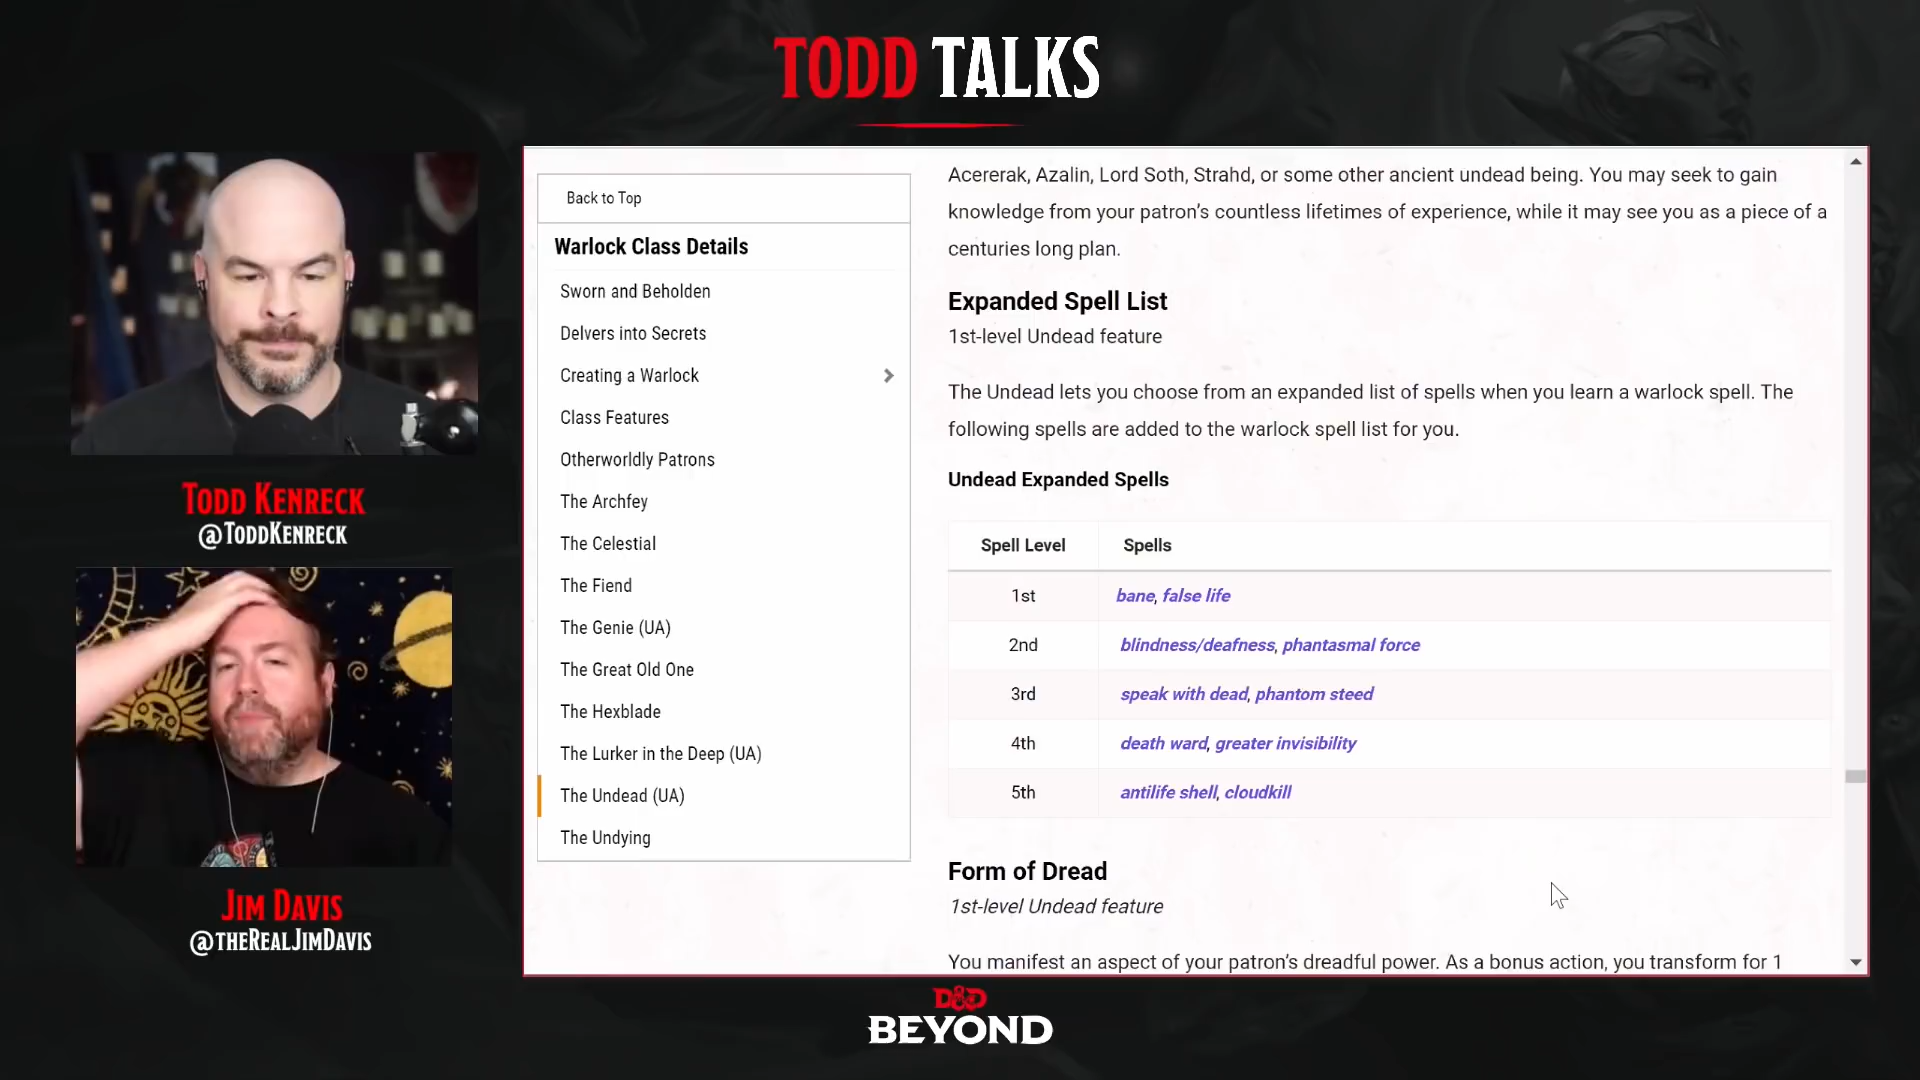 TODD TALKS
TODD KENRECK
@TODDKENRECK
JIM DAVIS
@THEREALJIMDAVIS
Back to Top
Warlock Class Details
Sworn and Beholden
Delvers into Secrets
Creating a Warlock
Class Features
Otherworldly Patrons
The Archfey
The Celestial
The Fiend
The Genie (UA)
The Great Old One
The Hexblade
The Lurker in the Deep (UA)
The Undead (UA)
The Undying
Acererak, Azalin, Lord Soth, Strahd, or some other ancient undead being. You may seek to gain
knowledge from your patron’s countless lifetimes of experience, while it may see you as a piece of a
centuries long plan.
Expanded Spell List
1st-level Undead feature
The Undead lets you choose from an expanded list of spells when you learn a warlock spell. The
following spells are added to the warlock spell list for you.
Undead Expanded Spells
Spell Level Spells
1st bane, false life
2nd blindness/deafness, phantasmal force
3rd speak with dead, phantom steed
4th death ward, greater invisibility
5th antilife shell, cloudkill
Form of Dread
1st-level Undead feature
You manifest an aspect of your patron’s dreadful power. As a bonus action, you transform for 1
D&D
BEYOND